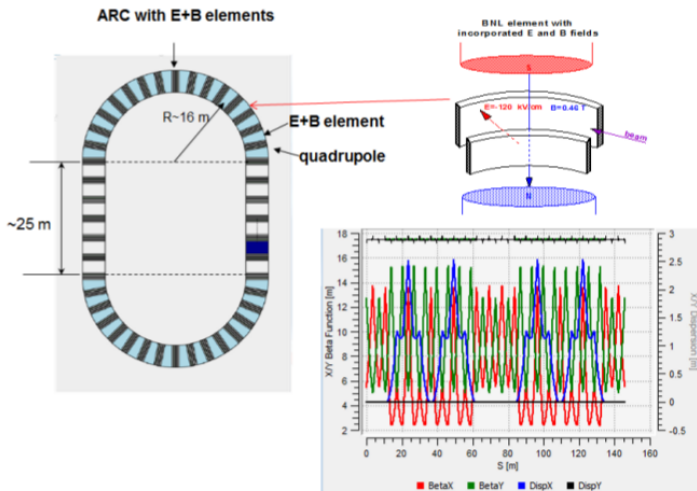 ARC with E+B elements
R~16 m
E+B element
quadrupole
~25 m
BNL element with
incorporated E and B fields
S
E=-120 kV/cm
B=0.46 T
beam
N
18
16
14
12
10
8
6
4
2
X/Y Beta Function [m]
3
2.5
2
1.5
1
0.5
0
-0.5
X/Y Dispersion [m]
0 20 40 60 80 100 120 140 160
S [m]
BetaX BetaY DispX DispY